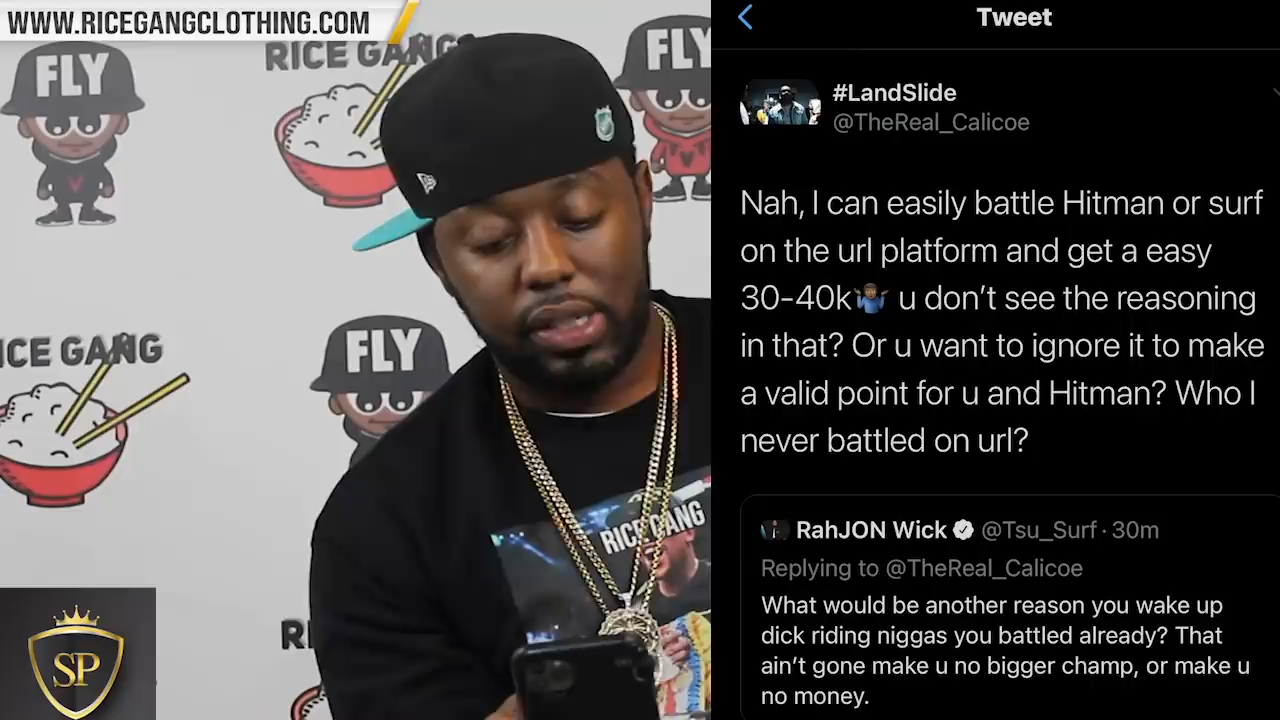 WWW.RICEGANGCLOTHING.COM
FLY
RICE GANG
FLY
ICE GANG
FLY
RICE GANG
SP
Tweet
#LandSlide
@TheReal_Calicoe
Nah, I can easily battle Hitman or surf
on the url platform and get a easy
30-40k🤷🏾‍♂️ u don’t see the reasoning
in that? Or u want to ignore it to make
a valid point for u and Hitman? Who I
never battled on url?
RahJON Wick @Tsu_Surf · 30m
Replying to @TheReal_Calicoe
What would be another reason you wake up
dick riding niggas you battled already? That
ain’t gone make u no bigger champ, or make u
no money.